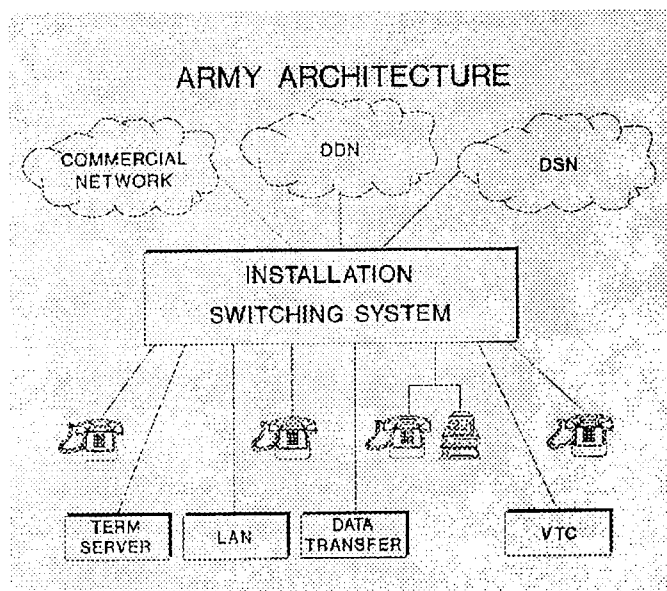 ARMY ARCHITECTURE
COMMERCIAL
NETWORK
DDN
DSN
INSTALLATION
SWITCHING SYSTEM
TERM
SERVER
LAN
DATA
TRANSFER
VTC